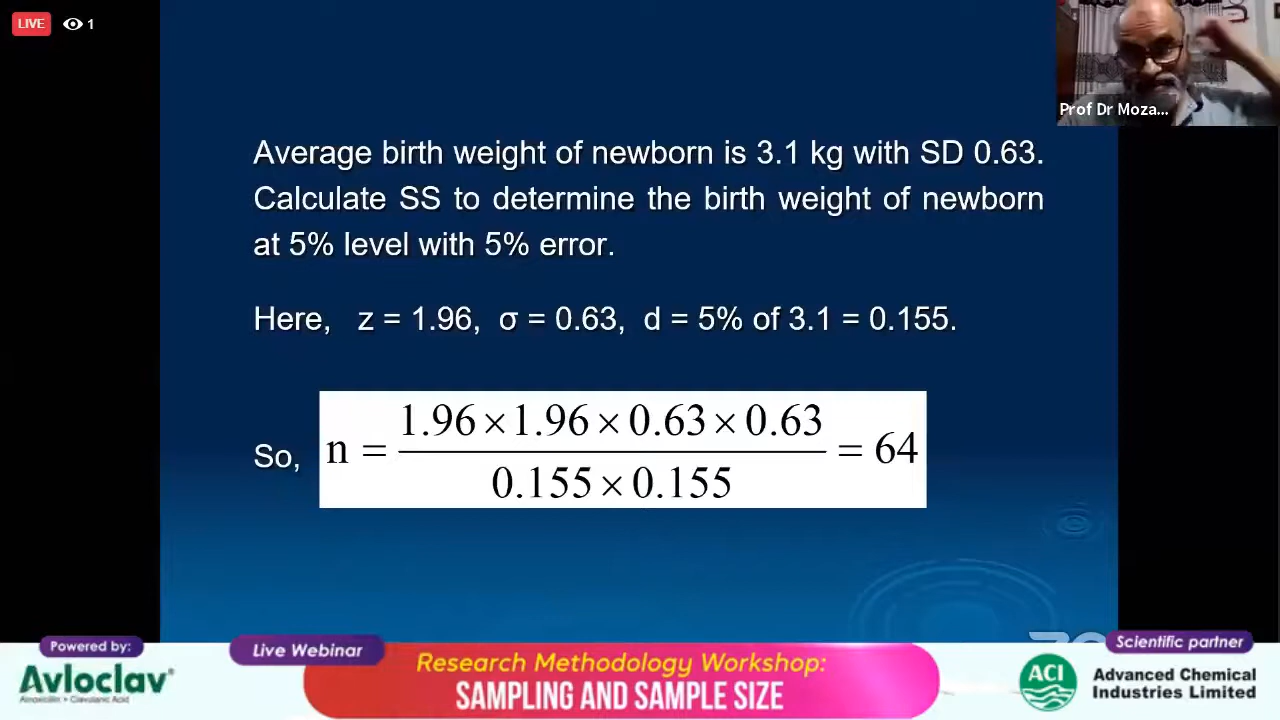 LIVE 1
Prof Dr Moza...
Average birth weight of newborn is 3.1 kg with SD 0.63.
Calculate SS to determine the birth weight of newborn
at 5% level with 5% error.
Here, z = 1.96, σ = 0.63, d = 5% of 3.1 = 0.155.
So, n = 1.96×1.96×0.63×0.63 / 0.155×0.155 = 64
Powered by:
Avloclav
Amoxicillin + Clavulanic Acid
Live Webinar
Research Methodology Workshop:
SAMPLING AND SAMPLE SIZE
Scientific partner
ACI
Advanced Chemical
Industries Limited